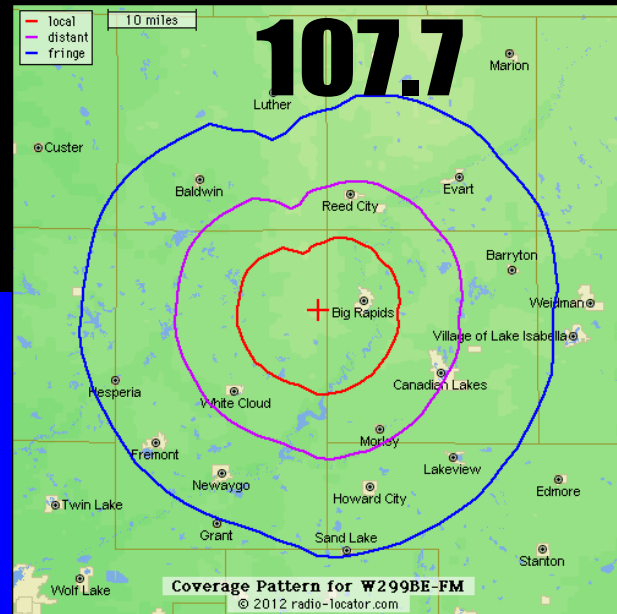 local
distant
fringe
10 miles
107.7
Marion
Luther
Custer
Baldwin
Evart
Reed City
Barryton
Weidman
Big Rapids
Village of Lake Isabella
Canadian Lakes
Hesperia
White Cloud
Morley
Fremont
Lakeview
Newaygo
Howard City
Edmore
Twin Lake
Grant
Sand Lake
Stanton
Wolf Lake
Coverage Pattern for W299BE-FM
© 2012 radio-locator.com